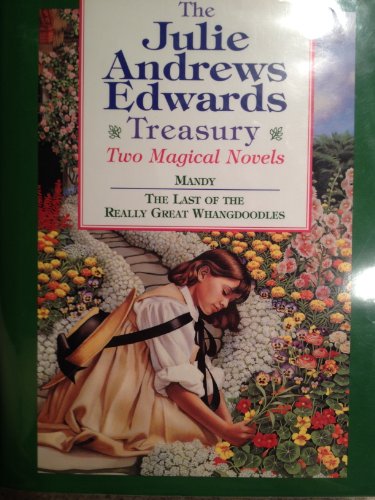 The
Julie
Andrews
Edwards
Treasury
Two Magical Novels
MANDY
THE LAST OF THE
REALLY GREAT WHANGDOODLES